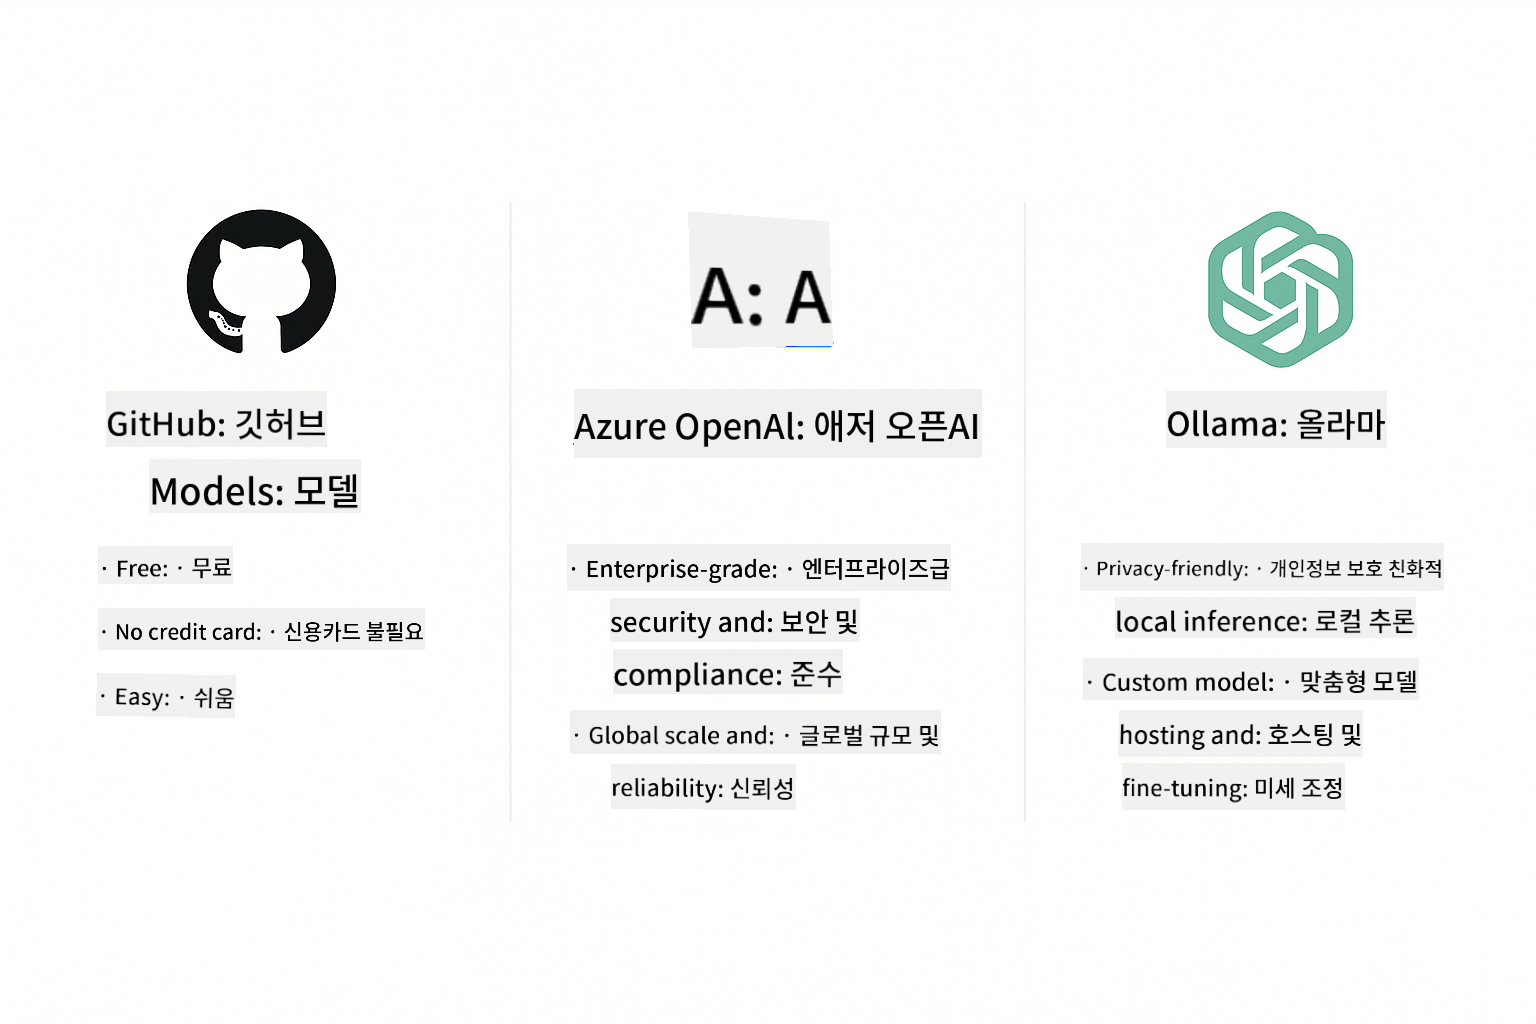 A: A
GitHub: 깃허브
Models: 모델
· Free: · 무료
· No credit card: · 신용카드 불필요
· Easy: · 쉬움
Azure OpenAl: 애저 오픈AI
· Enterprise-grade: · 엔터프라이즈급
security and: 보안 및
compliance: 준수
· Global scale and: · 글로벌 규모 및
reliability: 신뢰성
Ollama: 올라마
· Privacy-friendly: · 개인정보 보호 친화적
local inference: 로컬 추론
· Custom model: · 맞춤형 모델
hosting and: 호스팅 및
fine-tuning: 미세 조정